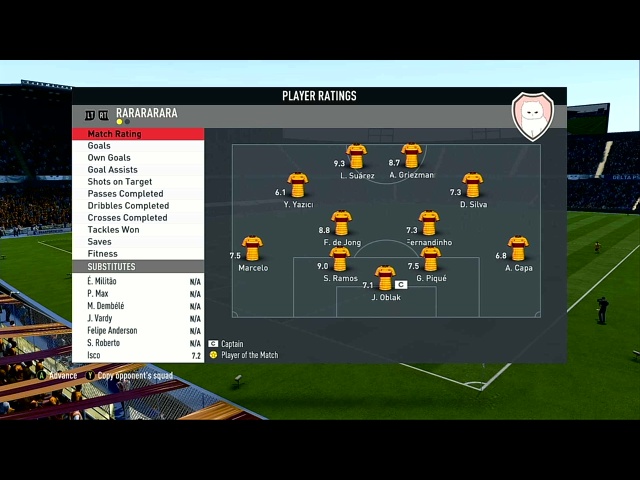 PLAYER RATINGS
LT RT RARARARARA
Match Rating
Goals
Own Goals
Goal Assists
Shots on Target
Passes Completed
Dribbles Completed
Crosses Completed
Tackles Won
Saves
Fitness
SUBSTITUTES
É. Militão N/A
P. Max N/A
M. Dembélé N/A
J. Vardy N/A
Felipe Anderson N/A
S. Roberto N/A
Isco 7.2
9.3 L. Suárez
8.7 A. Griezman
6.1 Y. Yazici
7.3 D. Silva
8.8 F. de Jong
7.3 Fernandinho
7.5 Marcelo
9.0 S. Ramos
7.5 G. Piqué
6.8 A. Capa
7.1 C
J. Oblak
C Captain
Player of the Match
A Advance Y Copy opponent's squad